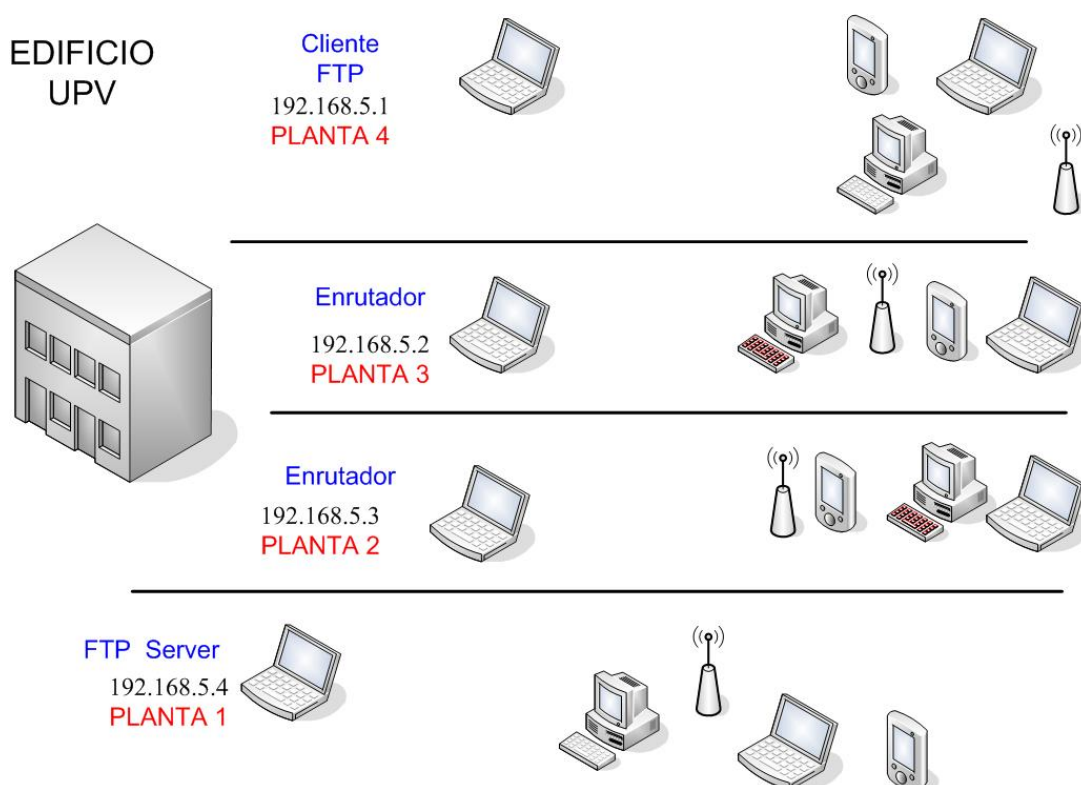 EDIFICIO
UPV
Cliente
FTP
192.168.5.1
PLANTA 4
Enrutador
192.168.5.2
PLANTA 3
Enrutador
192.168.5.3
PLANTA 2
FTP Server
192.168.5.4
PLANTA 1